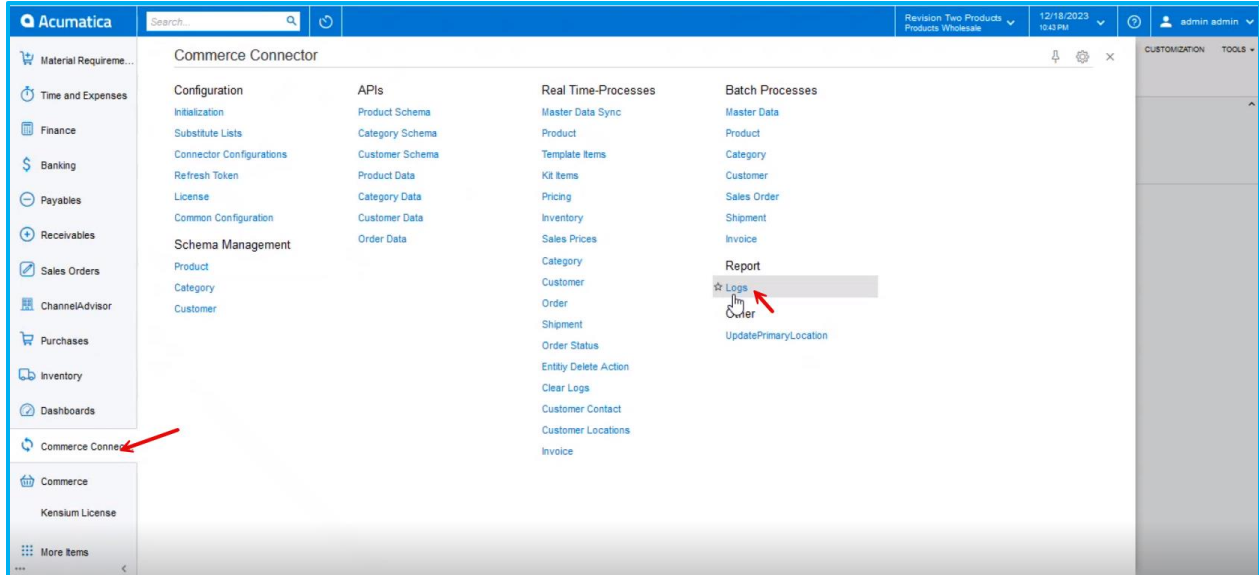 Acumatica
Search...
Revision Two Products
Products Wholesale
12/18/2023
10:43 PM
admin admin
CUSTOMIZATION TOOLS
Material Requireme...
Time and Expenses
Finance
Banking
Payables
Receivables
Sales Orders
ChannelAdvisor
Purchases
Inventory
Dashboards
Commerce Connec
Commerce
Kensium License
More Items
Commerce Connector
Configuration
Initialization
Substitute Lists
Connector Configurations
Refresh Token
License
Common Configuration
Schema Management
Product
Category
Customer
APIs
Product Schema
Category Schema
Customer Schema
Product Data
Category Data
Customer Data
Order Data
Real Time-Processes
Master Data Sync
Product
Template Items
Kit Items
Pricing
Inventory
Sales Prices
Category
Customer
Order
Shipment
Order Status
Entitiy Delete Action
Clear Logs
Customer Contact
Customer Locations
Invoice
Batch Processes
Master Data
Product
Category
Customer
Sales Order
Shipment
Invoice
Report
Logs
Other
UpdatePrimaryLocation